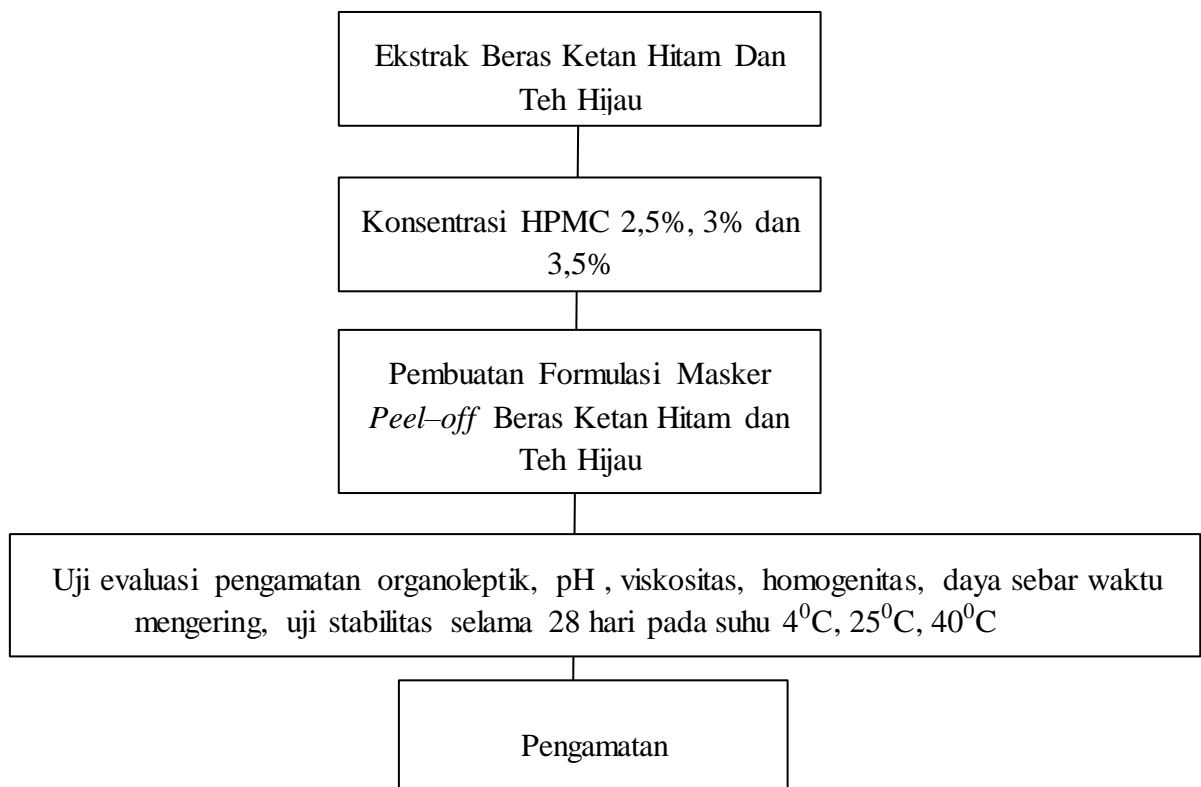 Ekstrak Beras Ketan Hitam Dan
Teh Hijau
Konsentrasi HPMC 2,5%, 3% dan
3,5%
Pembuatan Formulasi Masker
Peel–off Beras Ketan Hitam dan
Teh Hijau
Uji evaluasi pengamatan organoleptik, pH , viskositas, homogenitas, daya sebar waktu
mengering, uji stabilitas selama 28 hari pada suhu 4⁰C, 25⁰C, 40⁰C
Pengamatan